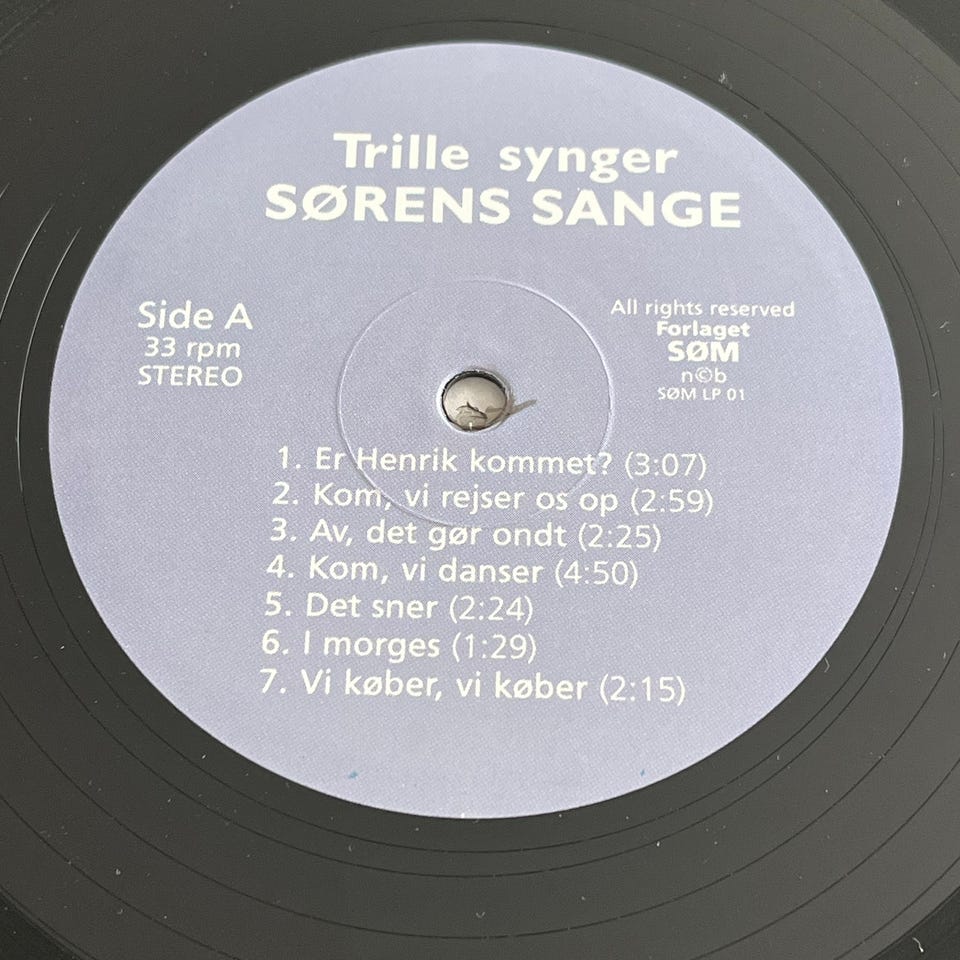 Trille synger
SØRENS SANGE
Side A
33 rpm
STEREO
All rights reserved
Forlaget
SØM
n©b
SØM LP 01
1. Er Henrik kommet? (3:07)
2. Kom, vi rejser os op (2:59)
3. Av, det gør ondt (2:25)
4. Kom, vi danser (4:50)
5. Det sner (2:24)
6. I morges (1:29)
7. Vi køber, vi køber (2:15)